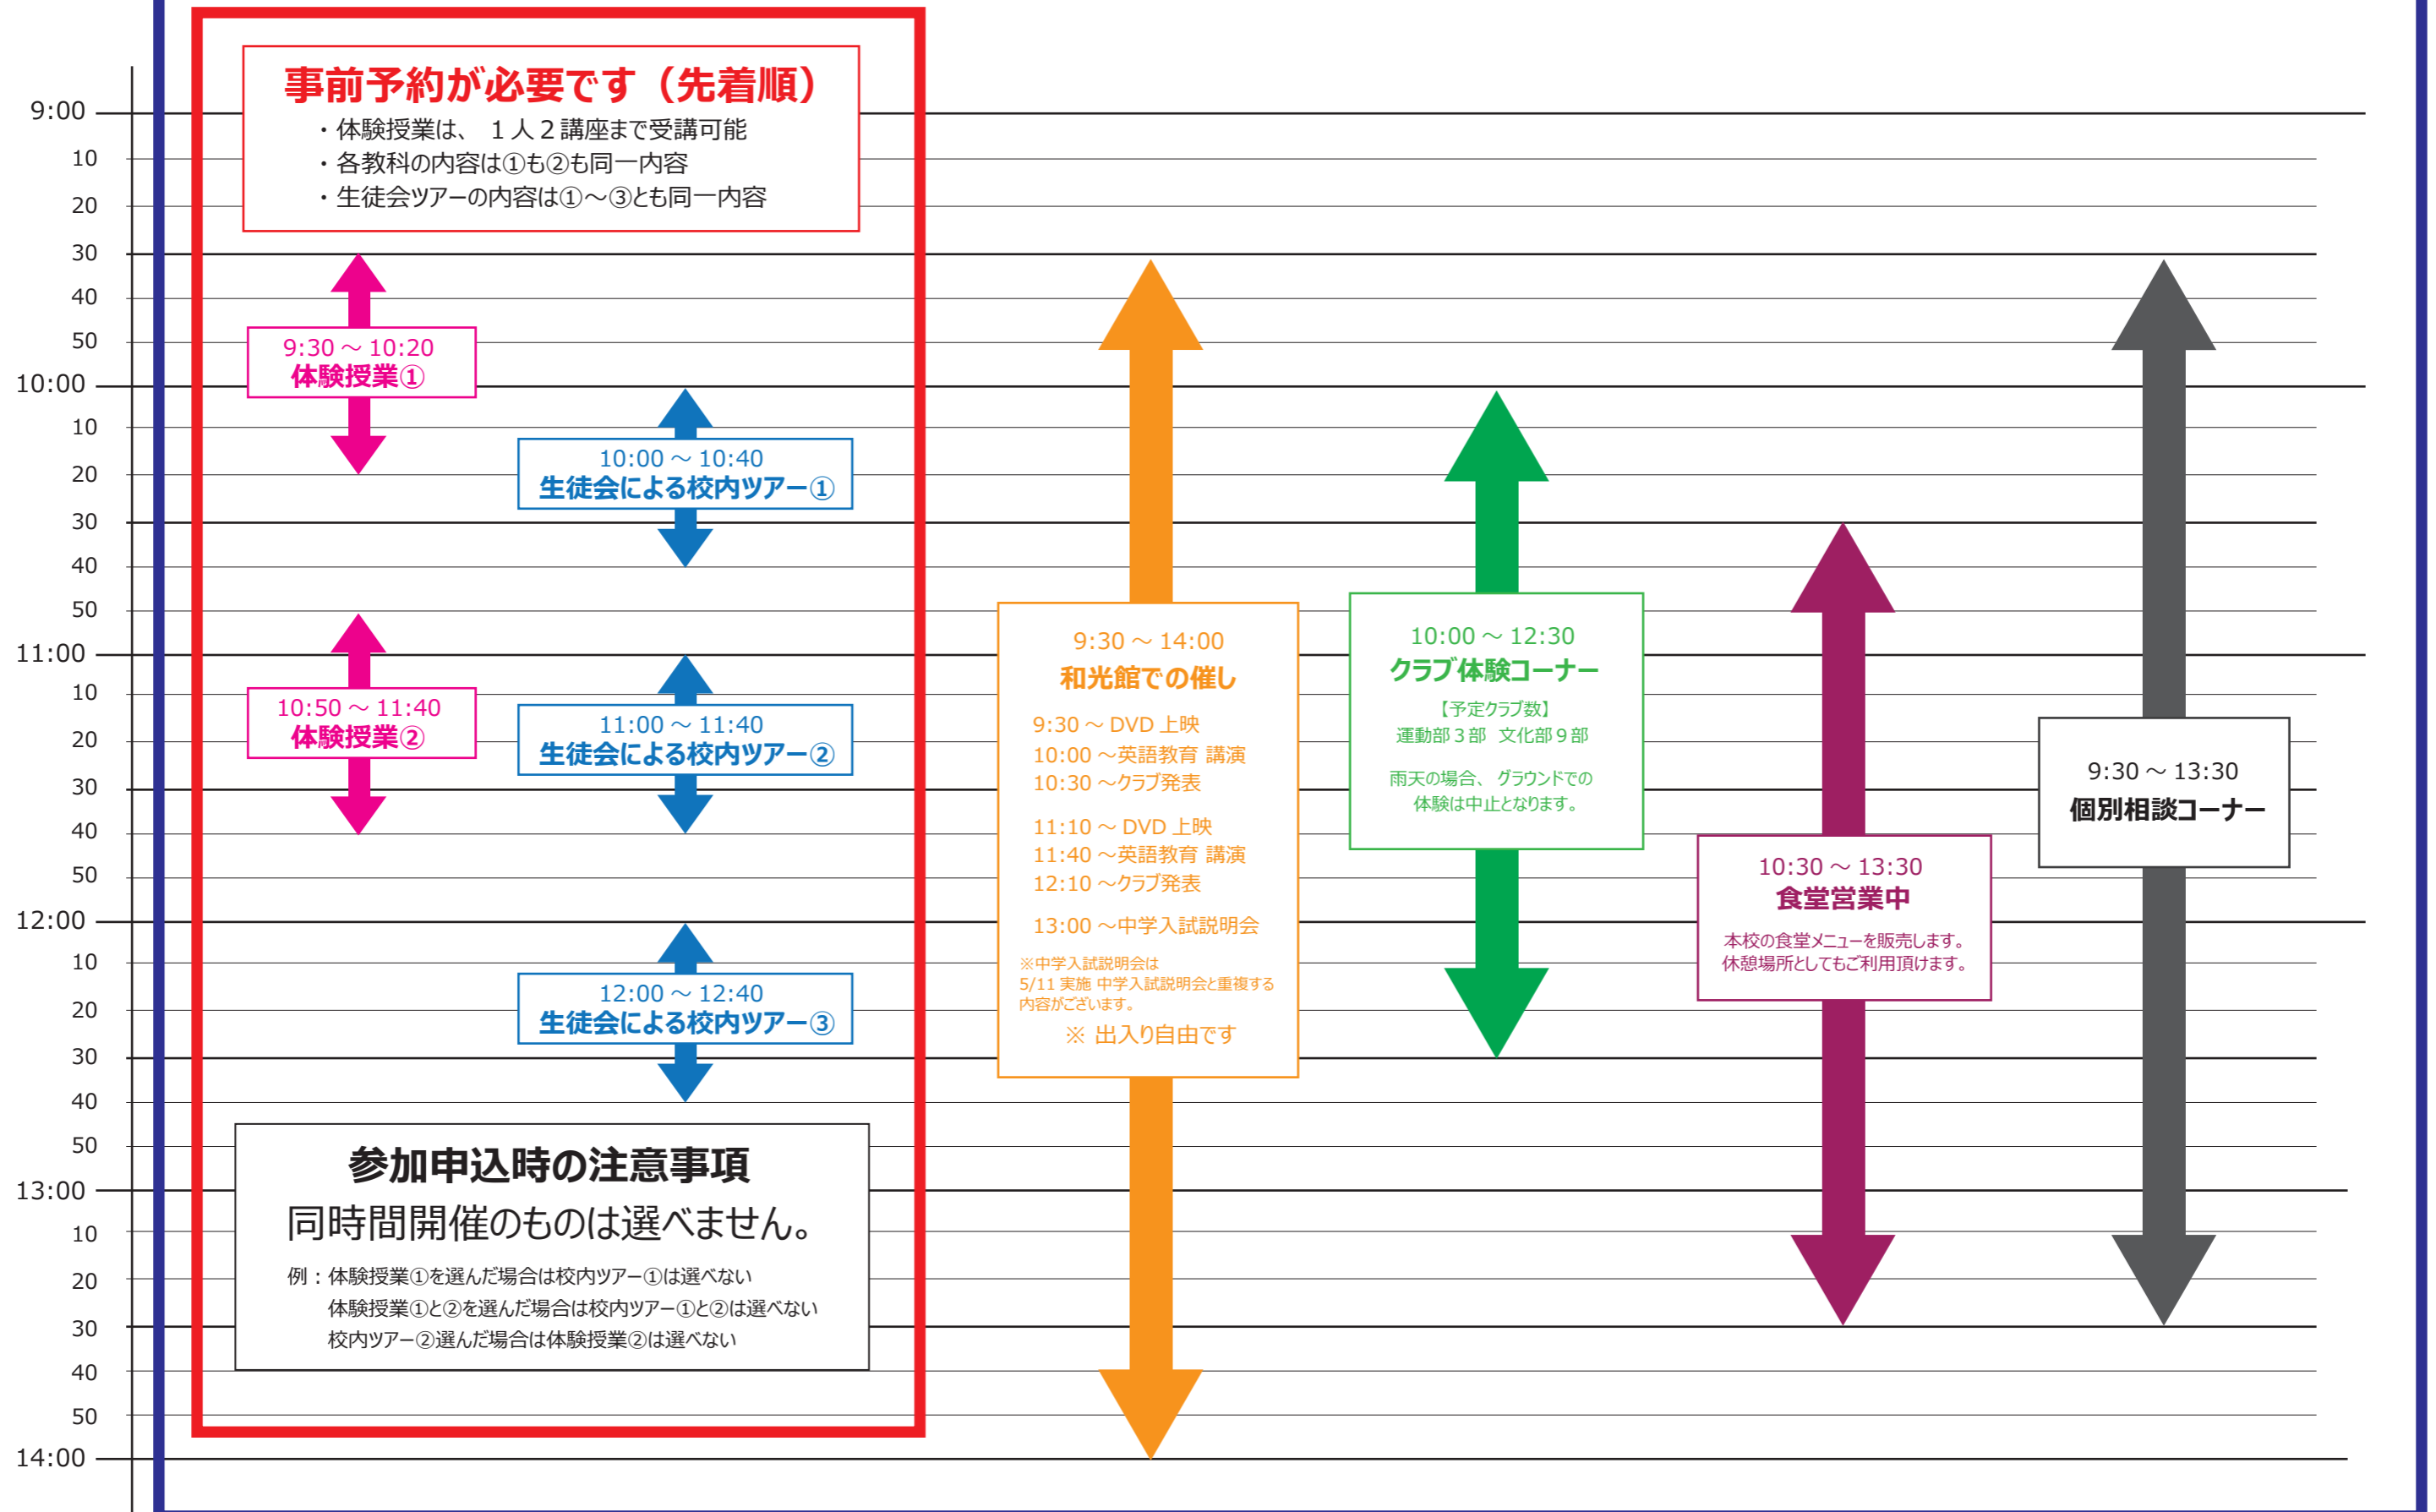 事前予約が必要です（先着順）
・体験授業は、１人２講座まで受講可能
・各教科の内容は①も②も同一内容
・生徒会ツアーの内容は①～③とも同一内容
9:00
10
20
30
40
50
10:00
10
20
30
40
50
11:00
10
20
30
40
50
12:00
10
20
30
40
50
13:00
10
20
30
40
50
14:00
9:30 ～ 10:20
体験授業①
10:00 ～ 10:40
生徒会による校内ツアー①
10:50 ～ 11:40
体験授業②
11:00 ～ 11:40
生徒会による校内ツアー②
12:00 ～ 12:40
生徒会による校内ツアー③
参加申込時の注意事項
同時間開催のものは選べません。
例：体験授業①を選んだ場合は校内ツアー①は選べない
体験授業①と②を選んだ場合は校内ツアー①と②は選べない
校内ツアー②選んだ場合は体験授業②は選べない
9:30 ～ 14:00
和光館での催し
9:30 ～ DVD 上映
10:00 ～英語教育 講演
10:30 ～クラブ発表
11:10 ～ DVD 上映
11:40 ～英語教育 講演
12:10 ～クラブ発表
13:00 ～中学入試説明会
※中学入試説明会は
5/11 実施 中学入試説明会と重複する
内容がございます。
※ 出入り自由です
10:00 ～ 12:30
クラブ体験コーナー
【予定クラブ数】
運動部３部 文化部９部
雨天の場合、グラウンドでの
体験は中止となります。
10:30 ～ 13:30
食堂営業中
本校の食堂メニューを販売します。
休憩場所としてもご利用頂けます。
9:30 ～ 13:30
個別相談コーナー